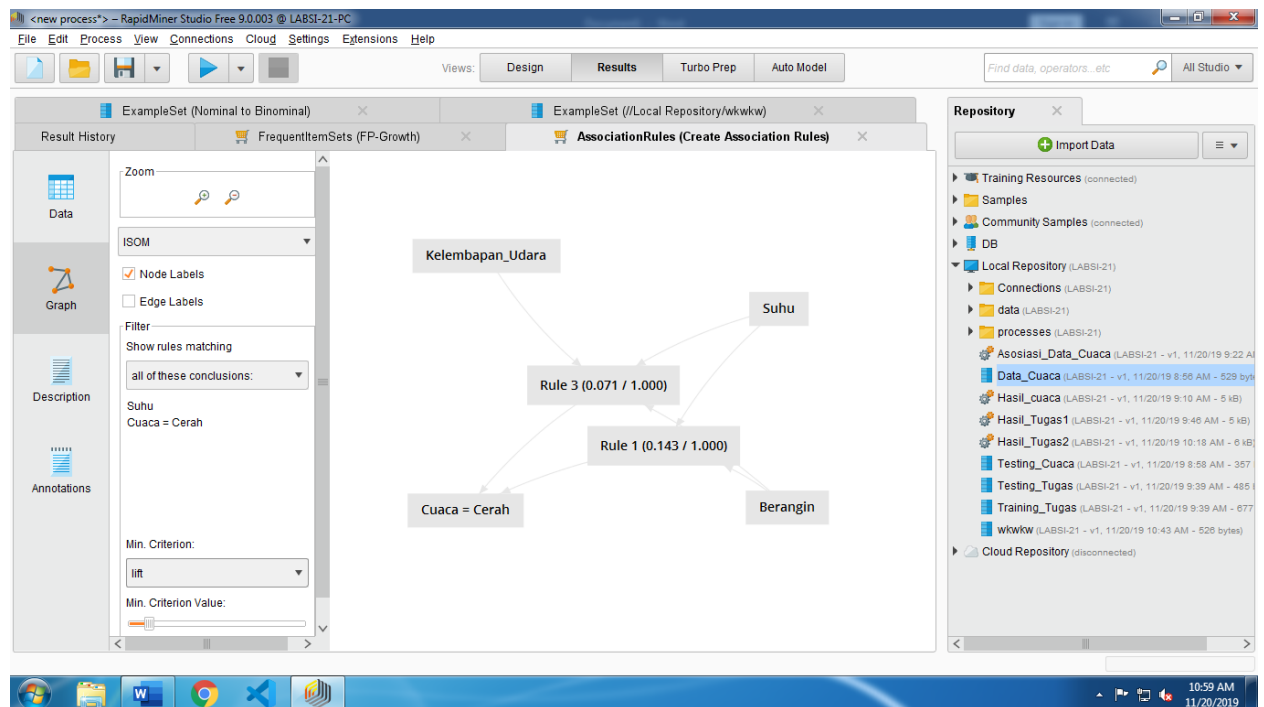 <new process*> – RapidMiner Studio Free 9.0.003 @ LABSI-21-PC
File Edit Process View Connections Cloud Settings Extensions Help
Views: Design Results Turbo Prep Auto Model
Find data, operators...etc All Studio
ExampleSet (Nominal to Binominal) ExampleSet (//Local Repository/wkwkw)
Result History FrequentItemSets (FP-Growth) AssociationRules (Create Association Rules)
Data
Graph
Description
Annotations
Zoom
ISOM
Node Labels
Edge Labels
Filter
Show rules matching
all of these conclusions:
Suhu
Cuaca = Cerah
Min. Criterion:
lift
Min. Criterion Value:
Kelembapan_Udara
Suhu
Rule 3 (0.071 / 1.000)
Rule 1 (0.143 / 1.000)
Cuaca = Cerah
Berangin
Repository
Import Data
Training Resources (connected)
Samples
Community Samples (connected)
DB
Local Repository (LABSI-21)
Connections (LABSI-21)
data (LABSI-21)
processes (LABSI-21)
Asosiasi_Data_Cuaca (LABSI-21 - v1, 11/20/19 9:22 A
Data_Cuaca (LABSI-21 - v1, 11/20/19 8:56 AM - 529 byt
Hasil_cuaca (LABSI-21 - v1, 11/20/19 9:10 AM - 5 kB)
Hasil_Tugas1 (LABSI-21 - v1, 11/20/19 9:46 AM - 6 kB)
Hasil_Tugas2 (LABSI-21 - v1, 11/20/19 10:18 AM - 6 kB
Testing_Cuaca (LABSI-21 - v1, 11/20/19 8:58 AM - 357
Testing_Tugas (LABSI-21 - v1, 11/20/19 9:39 AM - 485
Training_Tugas (LABSI-21 - v1, 11/20/19 9:39 AM - 677
wkwkw (LABSI-21 - v1, 11/20/19 10:43 AM - 526 bytes)
Cloud Repository (disconnected)
10:59 AM
11/20/2019